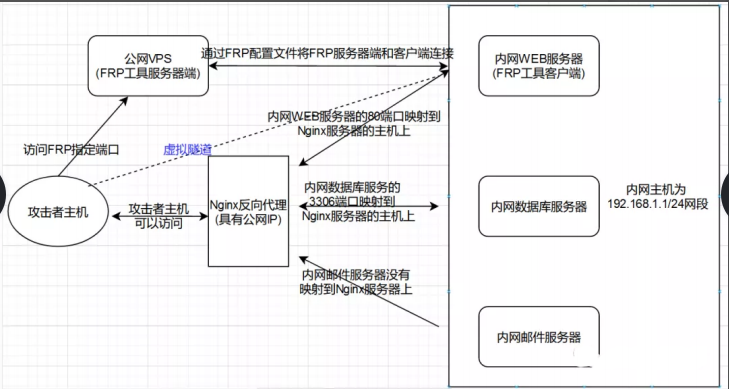 公网VPS
(FRP工具服务器端)
通过FRP配置文件将FRP服务器端和客户端连接
内网WEB服务器
(FRP工具客户端)
内网WEB服务器的80端口映射到
Nginx服务器的主机上
访问FRP指定端口
虚拟隧道
攻击者主机
攻击者主机
可以访问
Nginx反向代理
(具有公网IP)
内网数据库服务的
3306端口映射到
Nginx服务器的主机上
内网数据库服务器
内网主机为
192.168.1.1/24网段
内网邮件服务器没有
映射到Nginx服务器上
内网邮件服务器